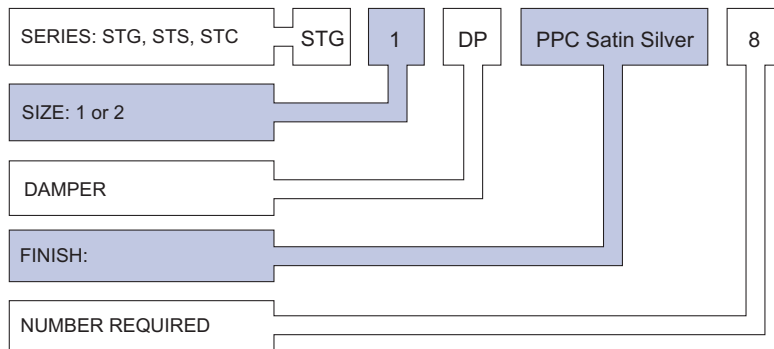 SERIES: STG, STS, STC STG 1 DP PPC Satin Silver 8
SIZE: 1 or 2
DAMPER
FINISH:
NUMBER REQUIRED